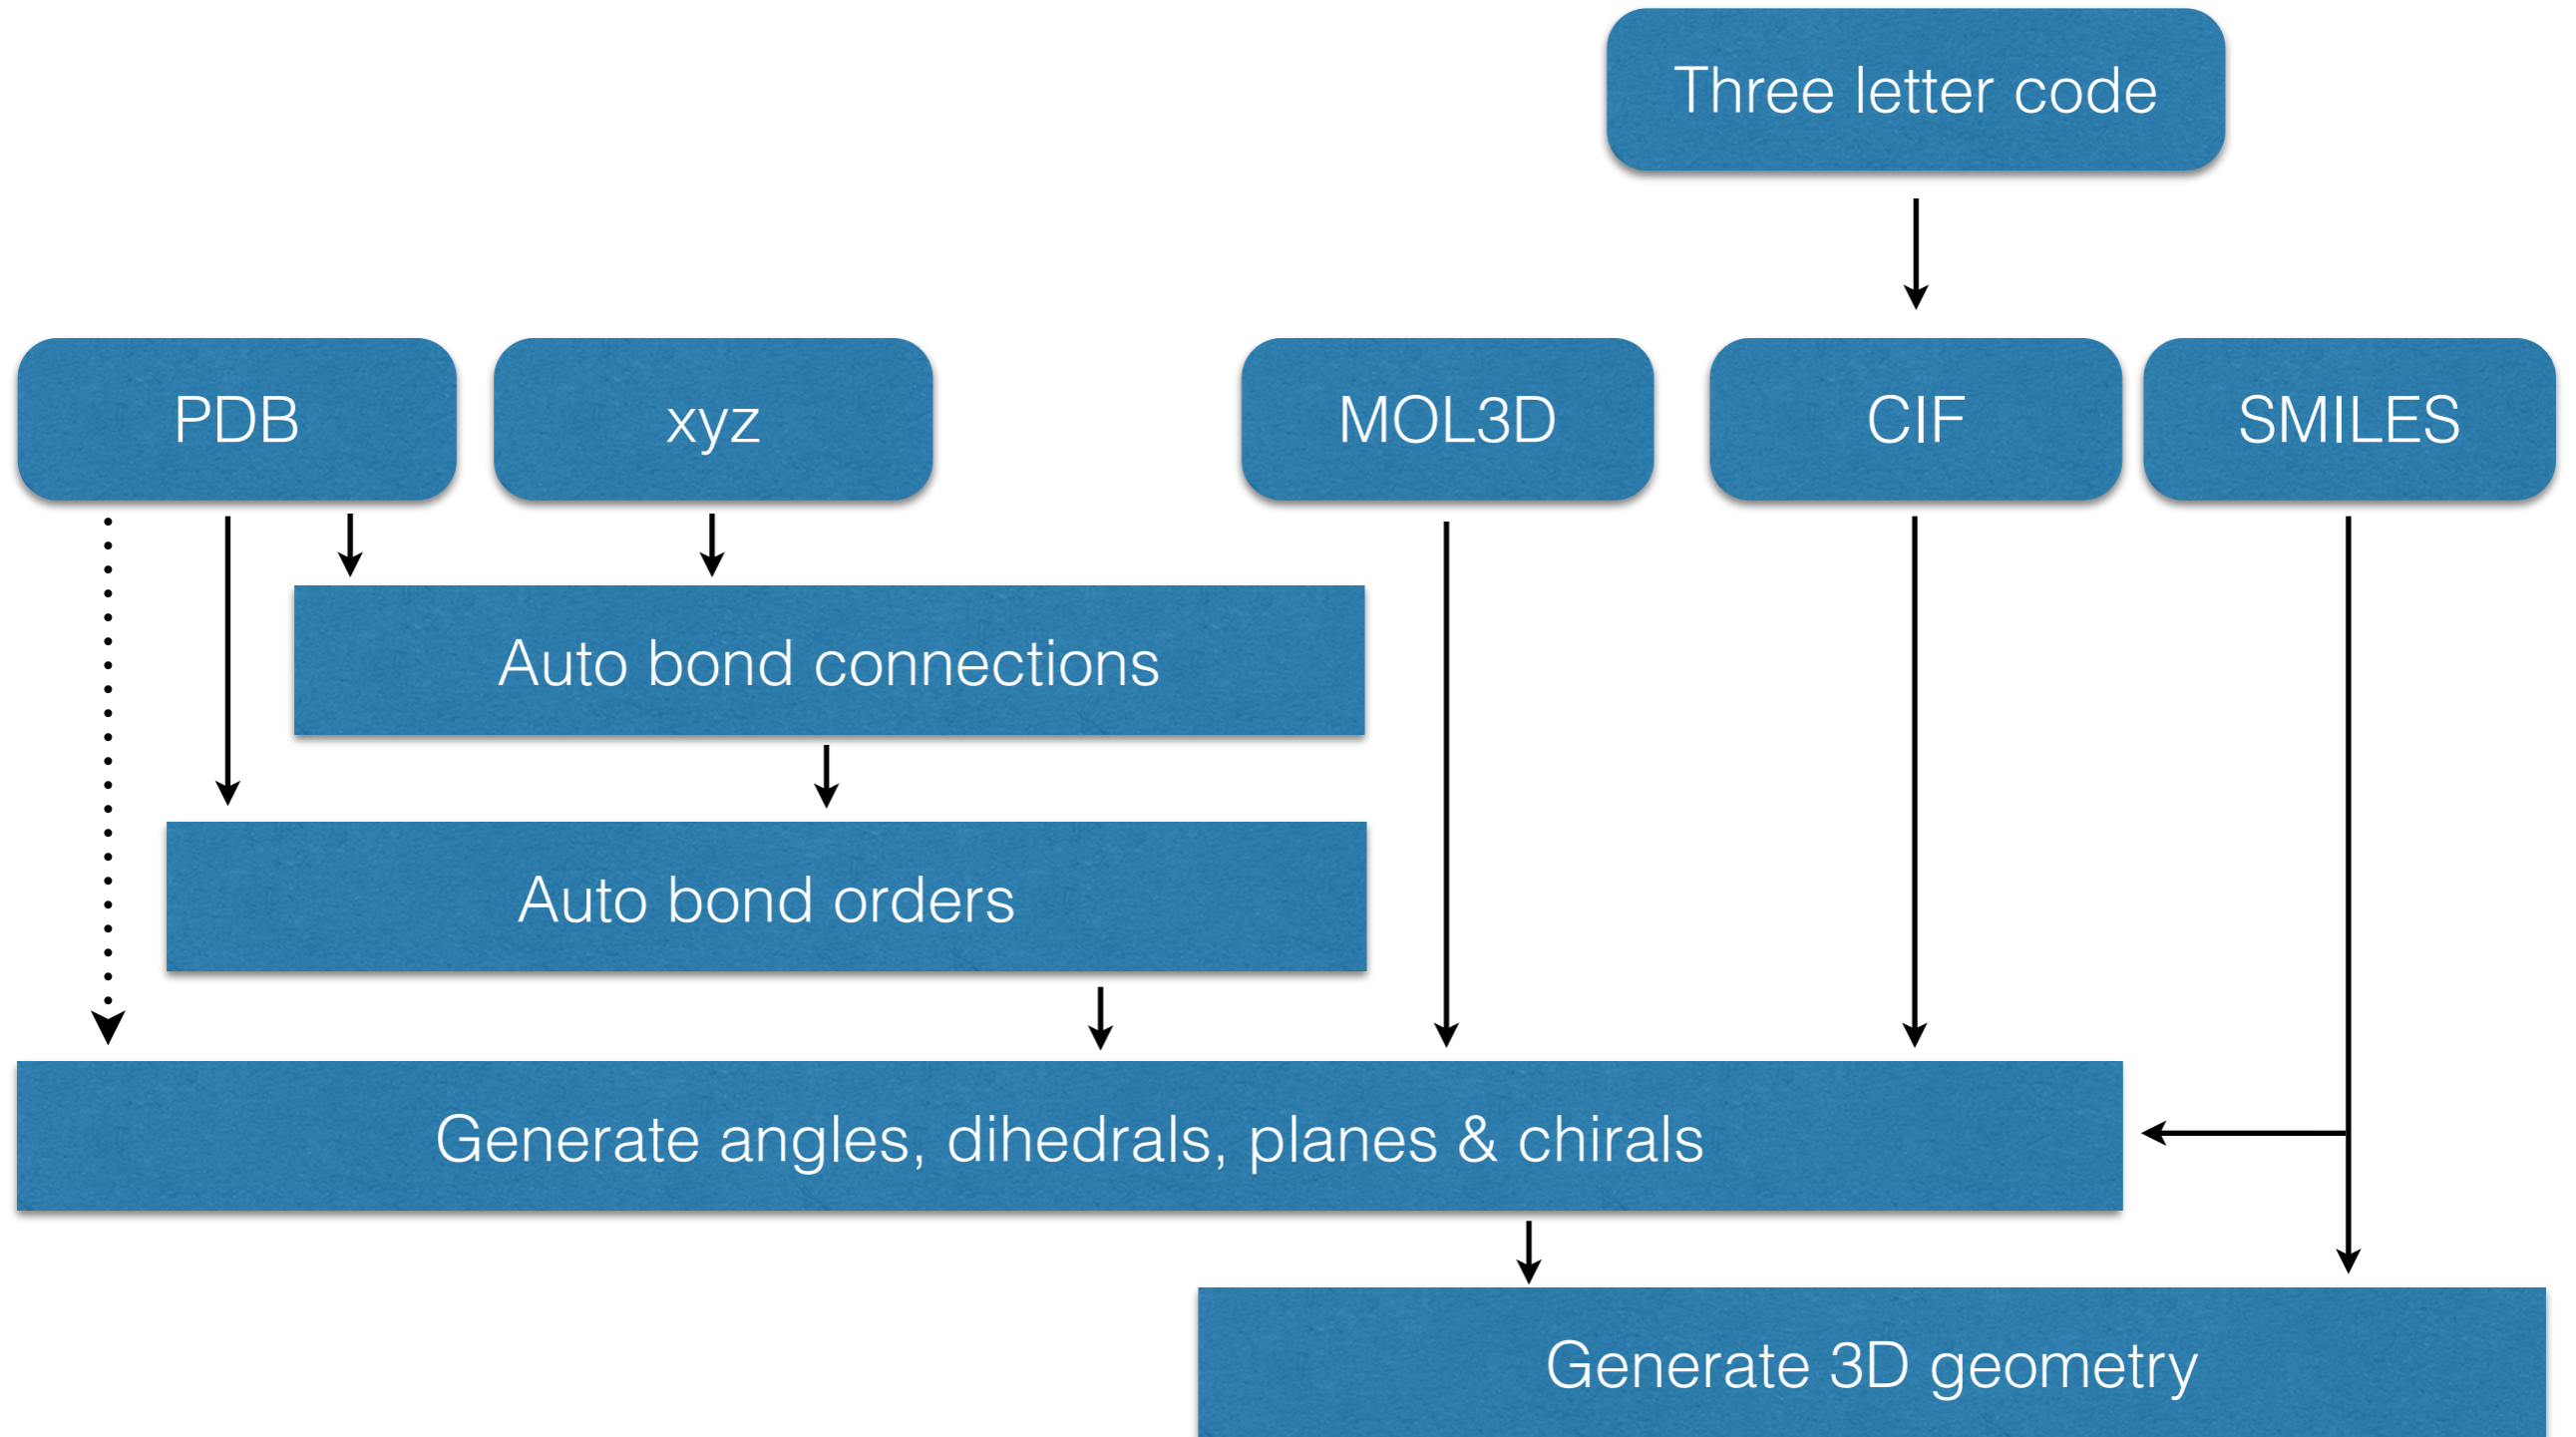 Three letter code
PDB
xyz
MOL3D
CIF
SMILES
Auto bond connections
Auto bond orders
Generate angles, dihedrals, planes & chirals
Generate 3D geometry